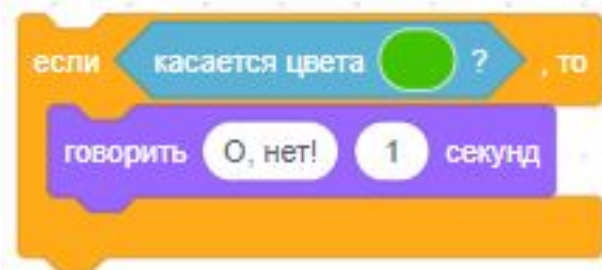 если касается цвета ? , то
говорить О, нет! 1 секунд